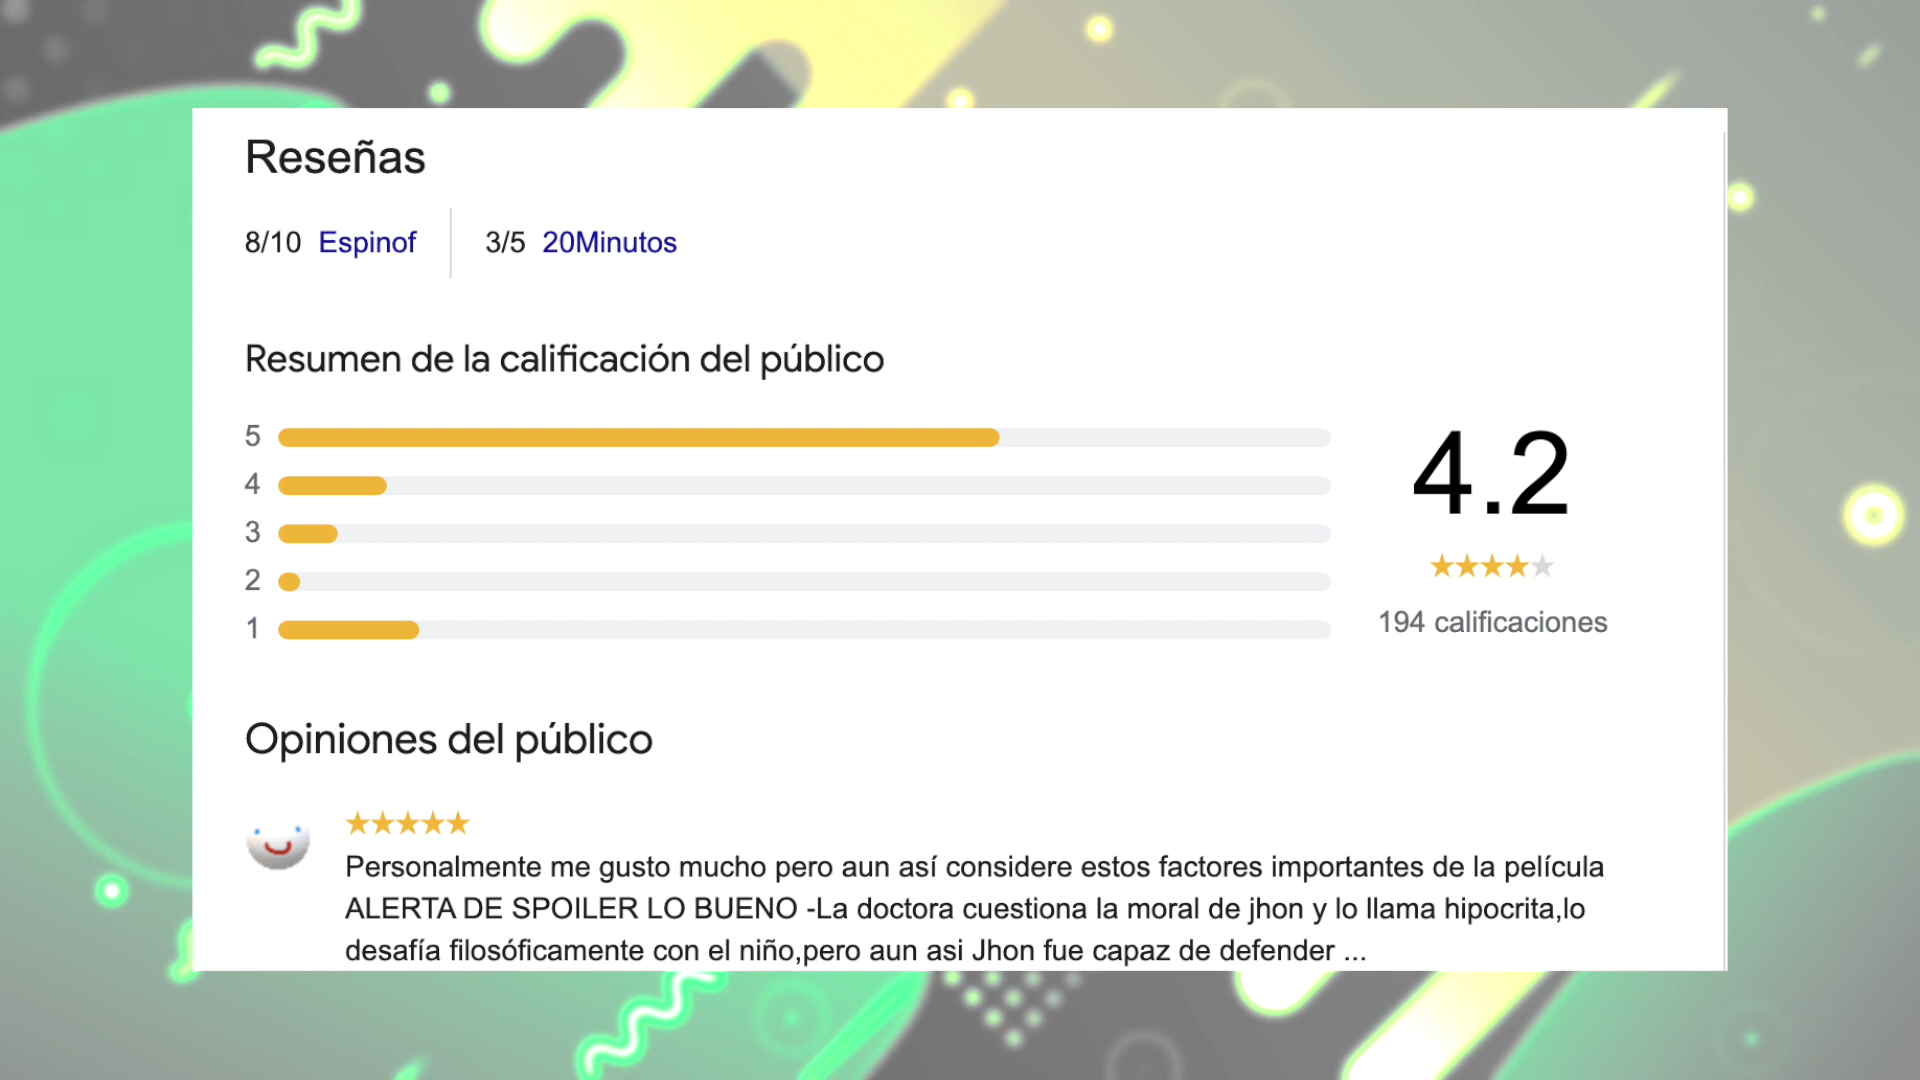 Reseñas
8/10 Espinof 3/5 20Minutos
Resumen de la calificación del público
5
4
3
2
1
4.2
194 calificaciones
Opiniones del público
Personalmente me gusto mucho pero aun así considere estos factores importantes de la película
ALERTA DE SPOILER LO BUENO -La doctora cuestiona la moral de jhon y lo llama hipocrita,lo
desafía filosóficamente con el niño,pero aun asi Jhon fue capaz de defender ...